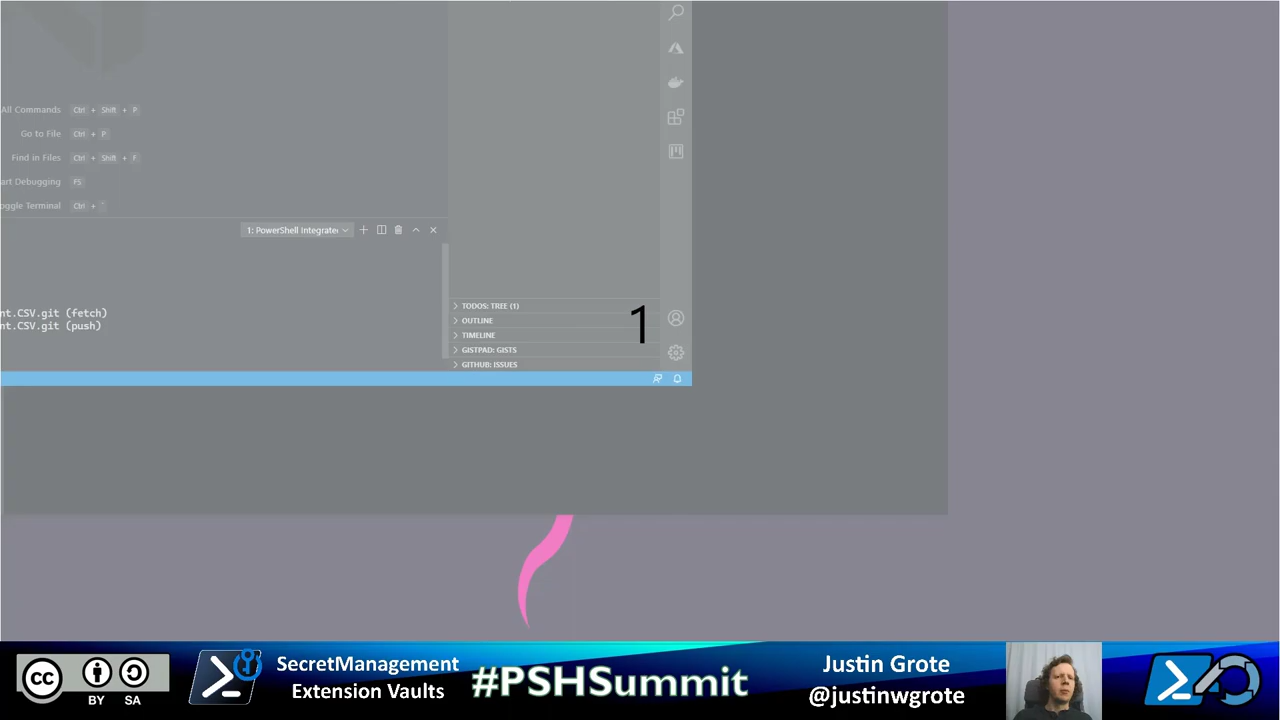 All Commands Ctrl + Shift + P
Go to File Ctrl + P
Find in Files Ctrl + Shift + F
art Debugging F5
oggle Terminal Ctrl + `
1: PowerShell Integrate
nt.CSV.git (fetch)
nt.CSV.git (push)
TODOS: TREE (1)
OUTLINE
TIMELINE
GISTPAD: GISTS
GITHUB: ISSUES
1
cc
BY SA
SecretManagement
Extension Vaults
#PSHSummit
Justin Grote
@justinwgrote